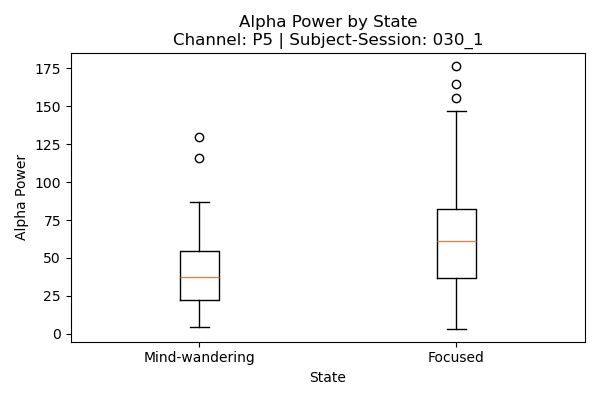 Alpha Power by State
Channel: P5 | Subject-Session: 030_1
Alpha Power
175
150
125
100
75
50
25
0
Mind-wandering
Focused
State